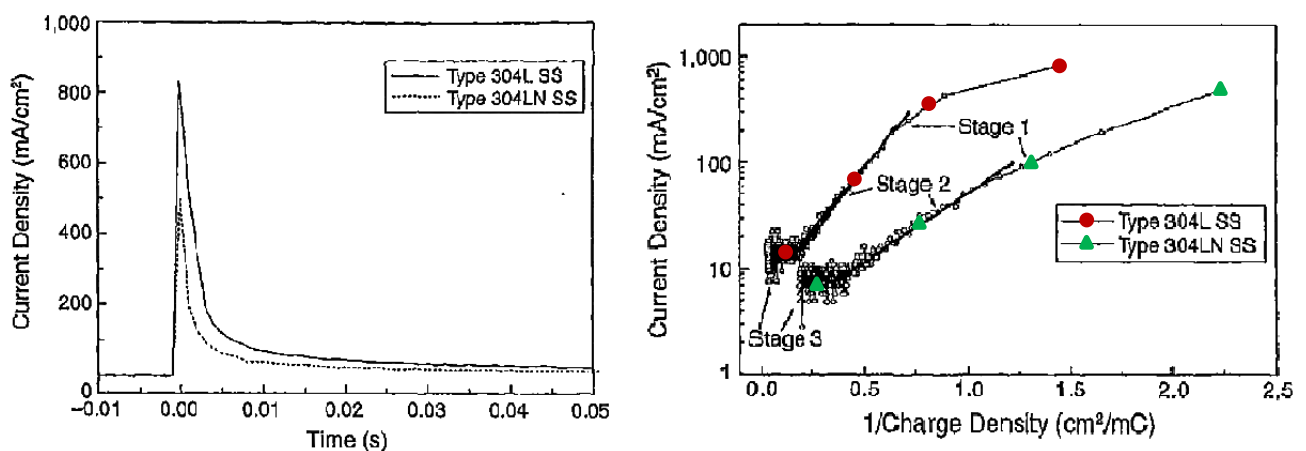 1,000
800
600
400
200
00
−0.01
0.00
0.01
0.02
0.03
0.04
0.05
Current Density (mA/cm²)
Time (s)
Type 304L SS
Type 304LN SS
1,000
100
10
1
0.0
0.5
1.0
1.5
2.0
2,5
Current Density (mA/cm²)
1/Charge Density (cm²/mC)
Stage 1
Stage 2
Stage 3
Type 304L SS
Type 304LN SS